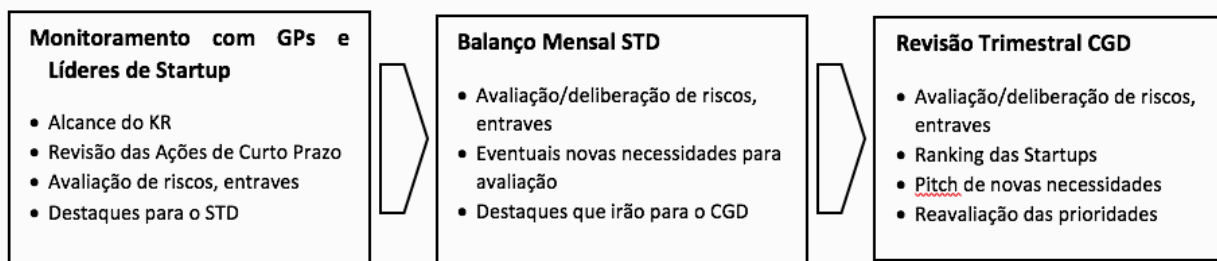 Monitoramento com GPs e
Líderes de Startup
• Alcance do KR
• Revisão das Ações de Curto Prazo
• Avaliação de riscos, entraves
• Destaques para o STD
Balanço Mensal STD
• Avaliação/deliberação de riscos,
entraves
• Eventuais novas necessidades para
avaliação
• Destaques que irão para o CGD
Revisão Trimestral CGD
• Avaliação/deliberação de riscos,
entraves
• Ranking das Startups
• Pitch de novas necessidades
• Reavaliação das prioridades